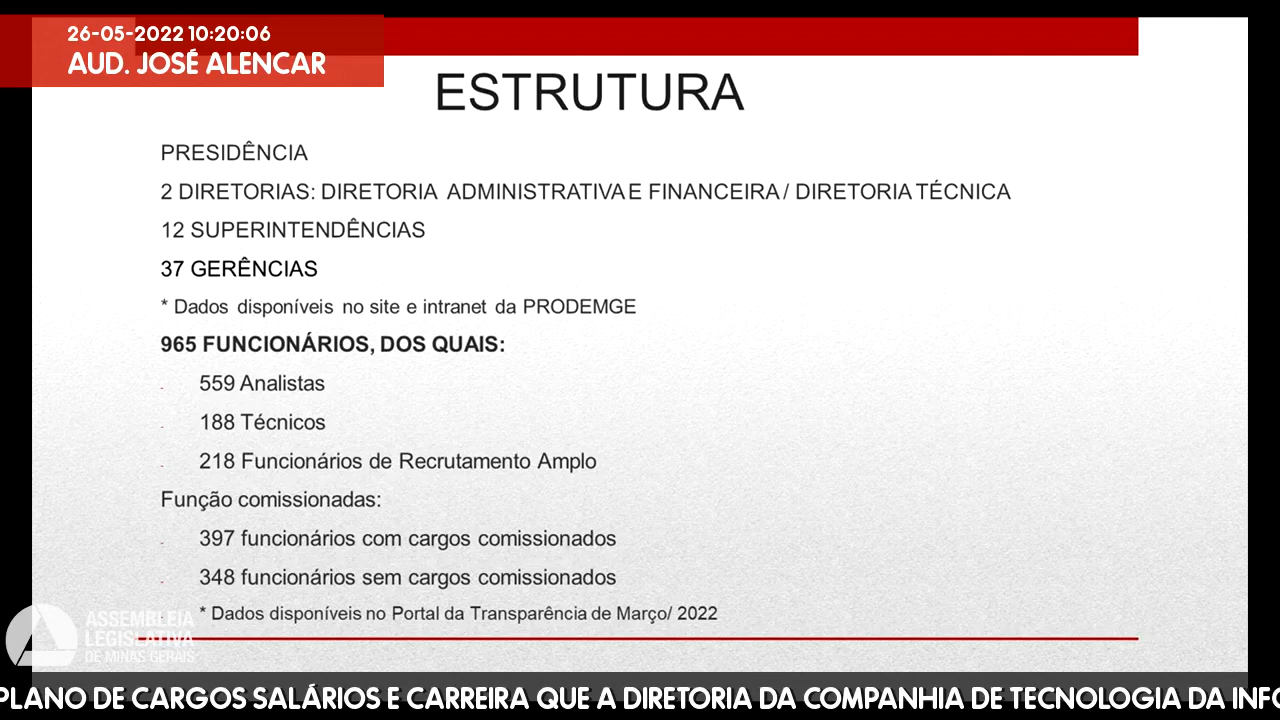 26-05-2022 10:20:06
AUD. JOSÉ ALENCAR
ESTRUTURA
PRESIDÊNCIA
2 DIRETORIAS: DIRETORIA ADMINISTRATIVA E FINANCEIRA / DIRETORIA TÉCNICA
12 SUPERINTENDÊNCIAS
37 GERÊNCIAS
* Dados disponíveis no site e intranet da PRODEMGE
965 FUNCIONÁRIOS, DOS QUAIS:
- 559 Analistas
- 188 Técnicos
- 218 Funcionários de Recrutamento Amplo
Função comissionadas:
- 397 funcionários com cargos comissionados
- 348 funcionários sem cargos comissionados
* Dados disponíveis no Portal da Transparência de Março/ 2022
ASSEMBLEIA
LEGISLATIVA
DE MINAS GERAIS
PLANO DE CARGOS SALÁRIOS E CARREIRA QUE A DIRETORIA DA COMPANHIA DE TECNOLOGIA DA INFO